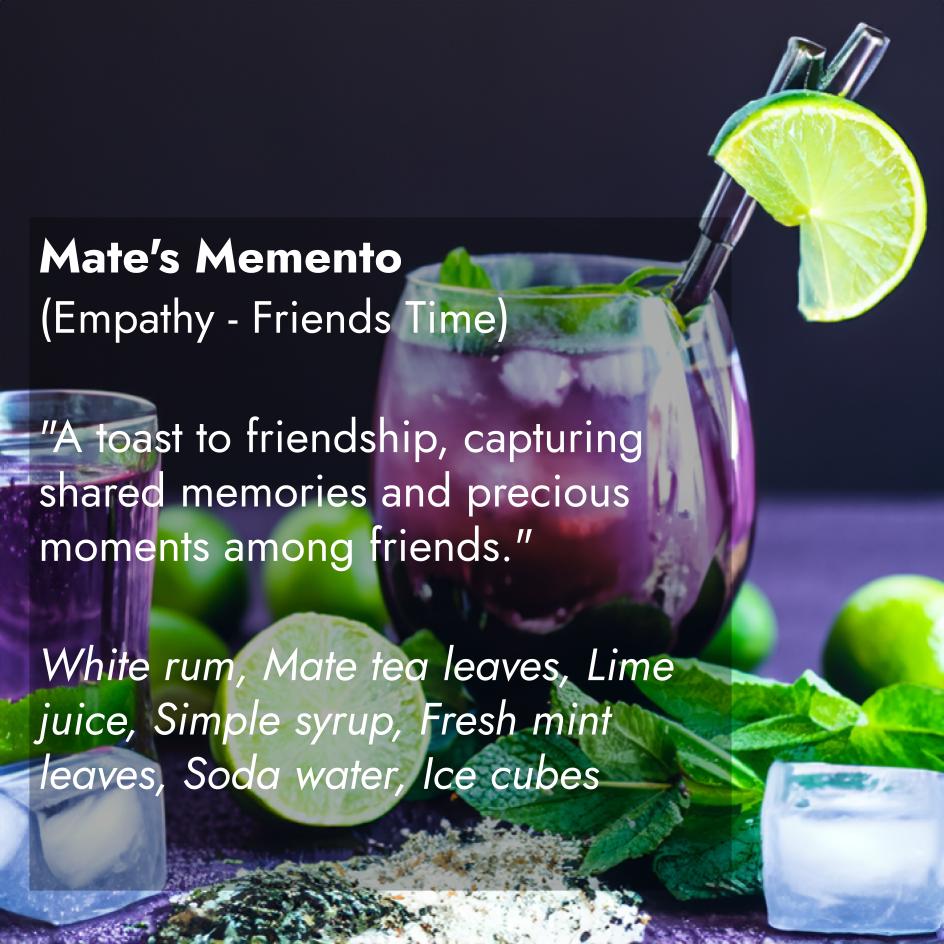 Mate's Memento
(Empathy - Friends Time)
"A toast to friendship, capturing
shared memories and precious
moments among friends."
White rum, Mate tea leaves, Lime
juice, Simple syrup, Fresh mint
leaves, Soda water, Ice cubes